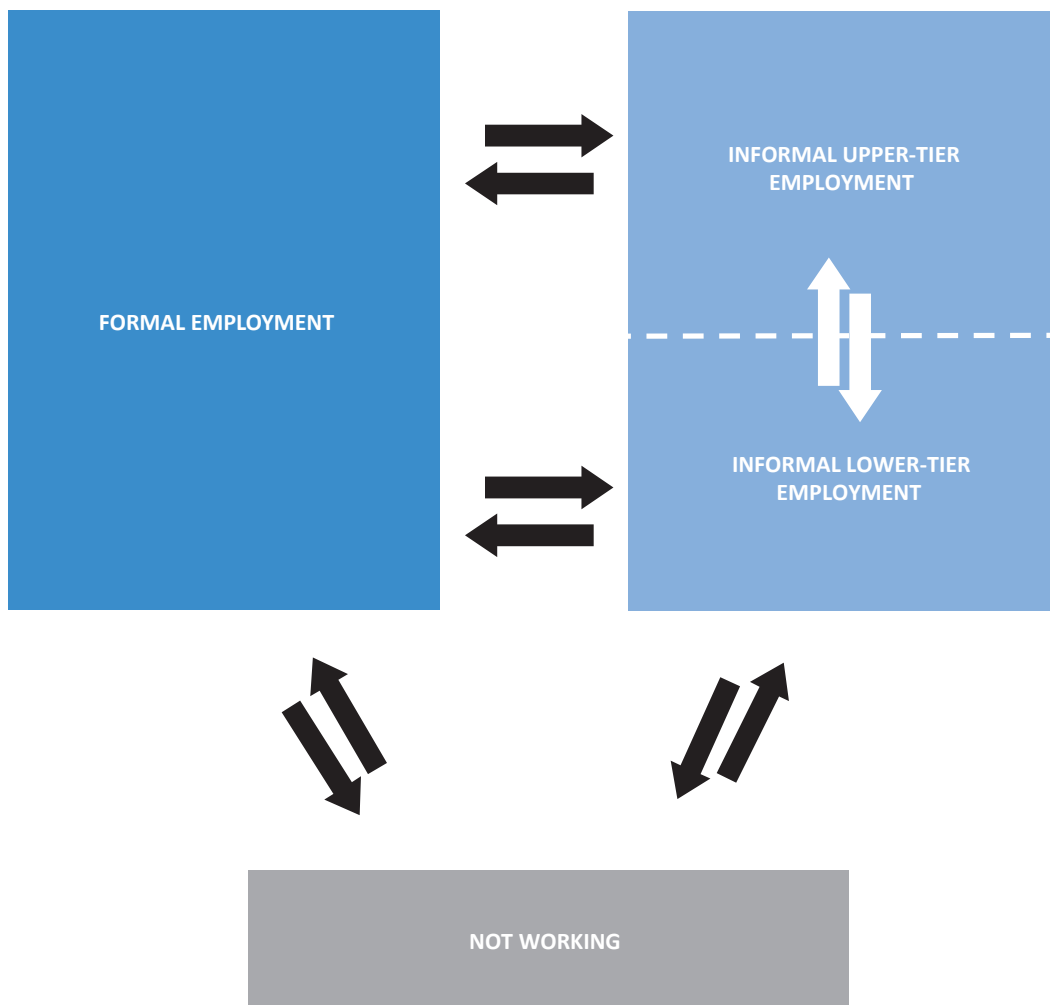 INFORMAL UPPER-TIER
EMPLOYMENT
FORMAL EMPLOYMENT
INFORMAL LOWER-TIER
EMPLOYMENT
NOT WORKING